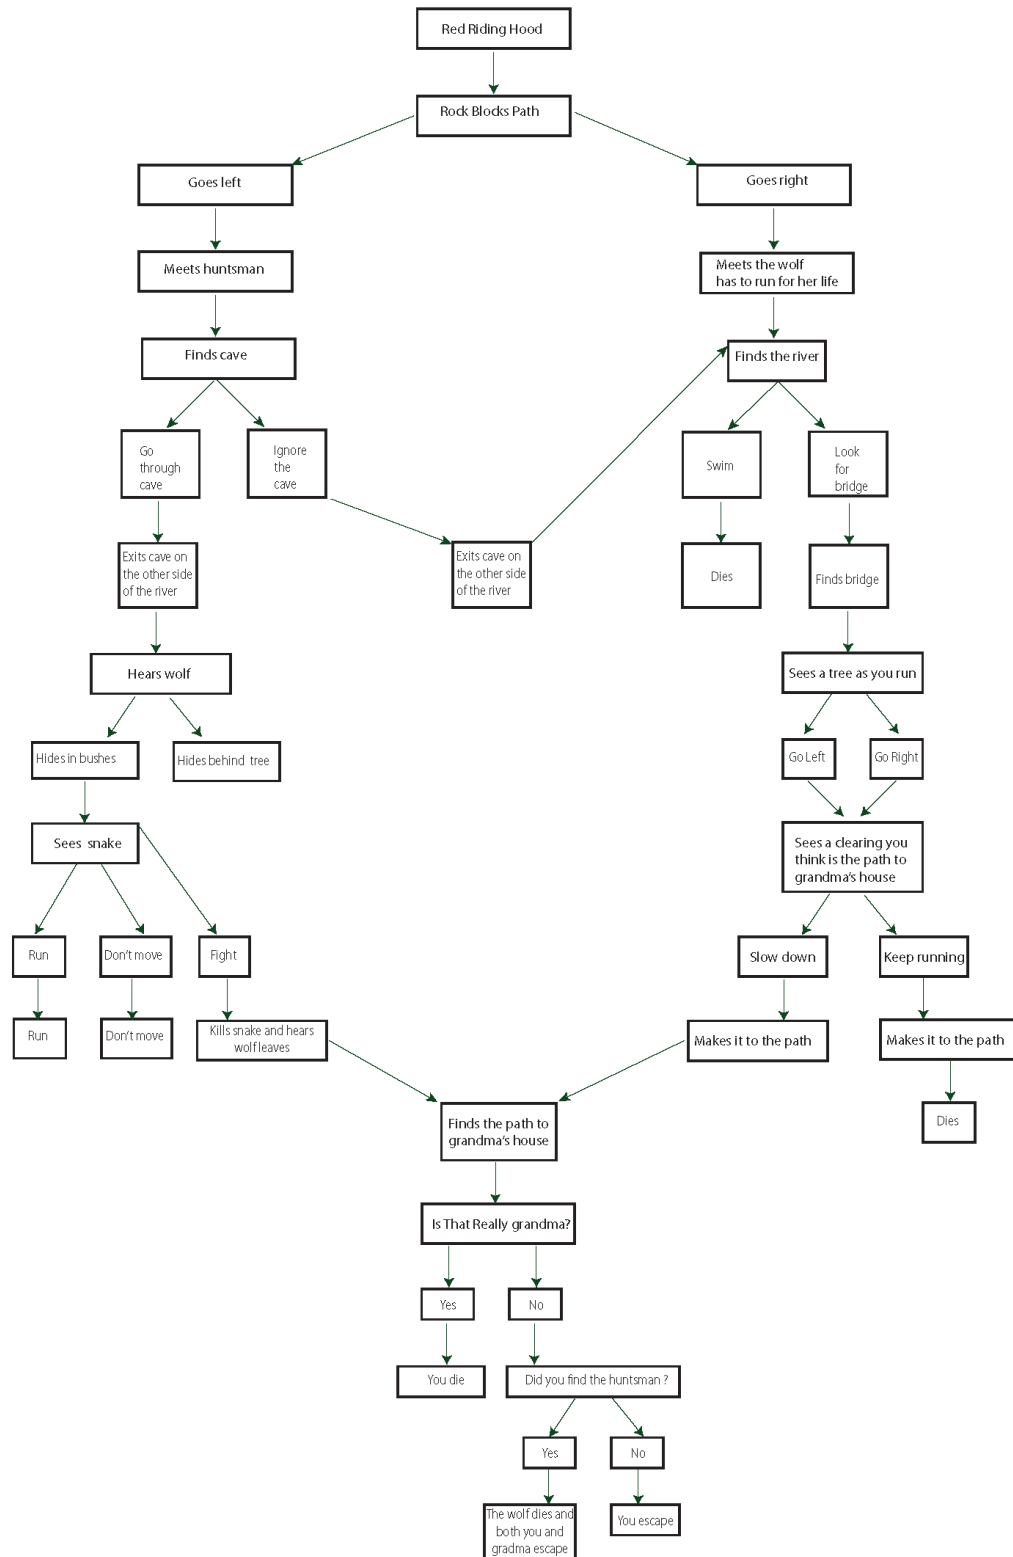 Red Riding Hood
Rock Blocks Path
Goes left
Goes right
Meets huntsman
Meets the wolf
has to run for her life
Finds cave
Finds the river
Go
through
cave
Ignore
the
cave
Swim
Look
for
bridge
Exits cave on
the other side
of the river
Exits cave on
the other side
of the river
Dies
Finds bridge
Hears wolf
Sees a tree as you run
Hides in bushes
Hides behind tree
Go Left
Go Right
Sees snake
Sees a clearing you
think is the path to
grandma's house
Run
Don't move
Fight
Slow down
Keep running
Run
Don't move
Kills snake and hears
wolf leaves
Makes it to the path
Makes it to the path
Finds the path to
grandma's house
Dies
Is That Really grandma?
Yes
No
You die
Did you find the huntsman ?
Yes
No
The wolf dies and
both you and
gradma escape
You escape